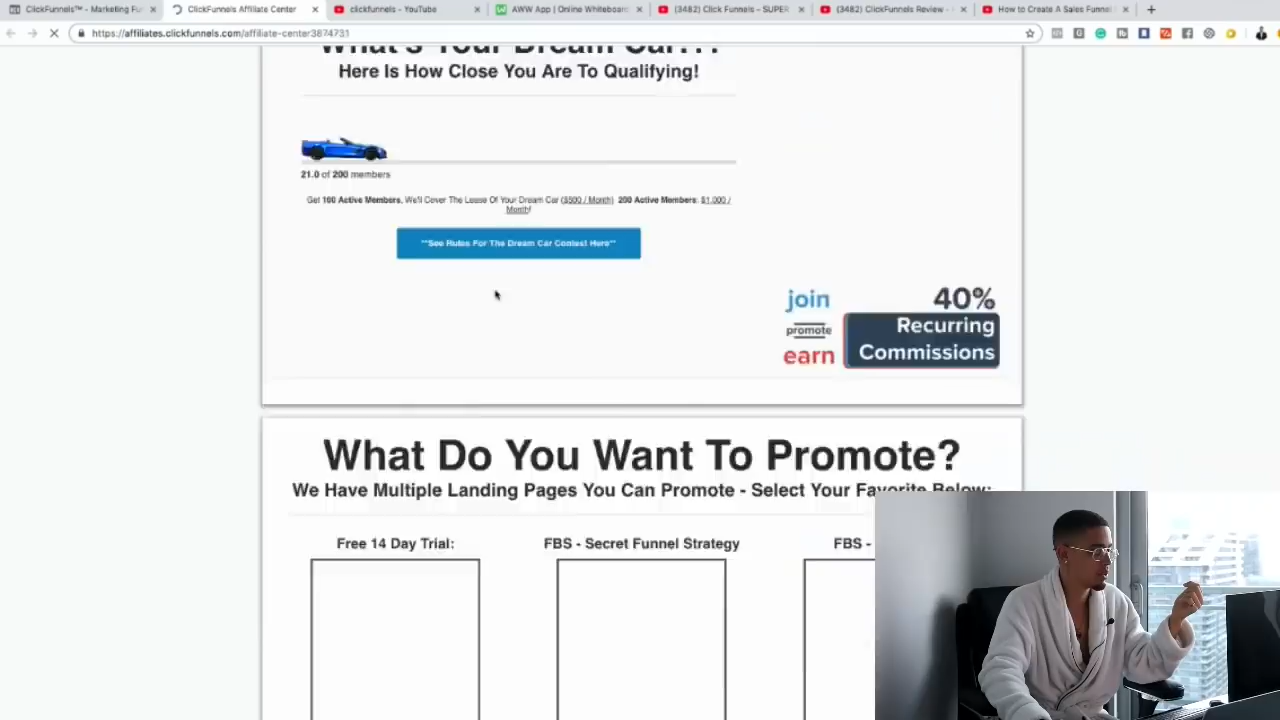 ClickFunnels™ - Marketing Fu
ClickFunnels Affiliate Center
clickfunnels - YouTube
AWW App | Online Whiteboard
(3482) Click Funnels - SUPER
(3482) ClickFunnels Review -
How to Create A Sales Funnel
https://affiliates.clickfunnels.com/affiliate-center3874731
What's Your Dream Car???
Here Is How Close You Are To Qualifying!
21.0 of 200 members
Get 100 Active Members, We'll Cover The Lease Of Your Dream Car ($500 / Month) 200 Active Members: $1,000 /
Month!
**See Rules For The Dream Car Contest Here**
join
promote
earn
40%
Recurring
Commissions
What Do You Want To Promote?
We Have Multiple Landing Pages You Can Promote - Select Your Favorite Below:
Free 14 Day Trial:
FBS - Secret Funnel Strategy
FBS -